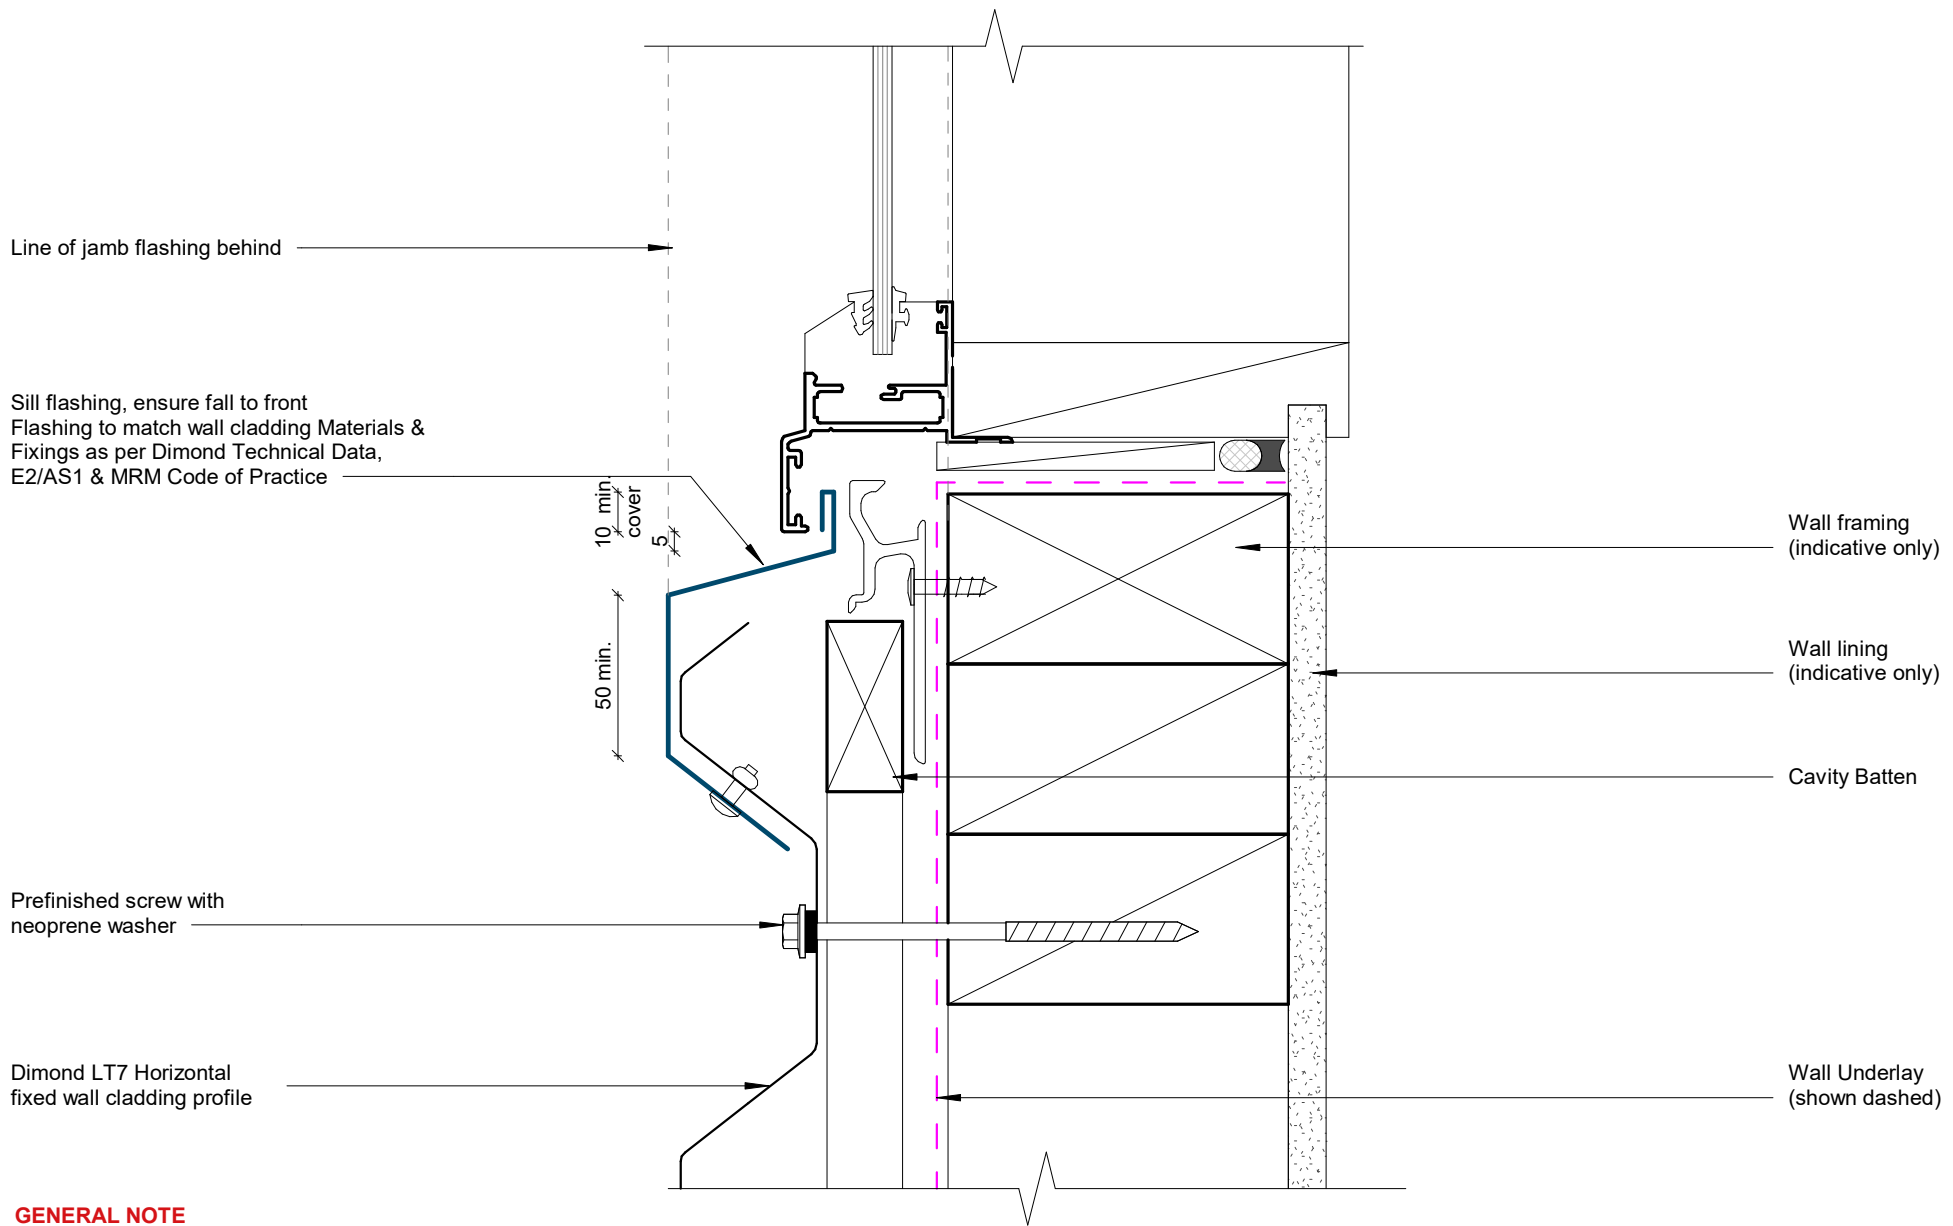 Line of jamb flashing behind
Sill flashing, ensure fall to front
Flashing to match wall cladding Materials &
Fixings as per Dimond Technical Data,
E2/AS1 & MRM Code of Practice
10 min.
cover
5
50 min.
Prefinished screw with
neoprene washer
Dimond LT7 Horizontal
fixed wall cladding profile
GENERAL NOTE
Wall framing
(indicative only)
Wall lining
(indicative only)
Cavity Batten
Wall Underlay
(shown dashed)